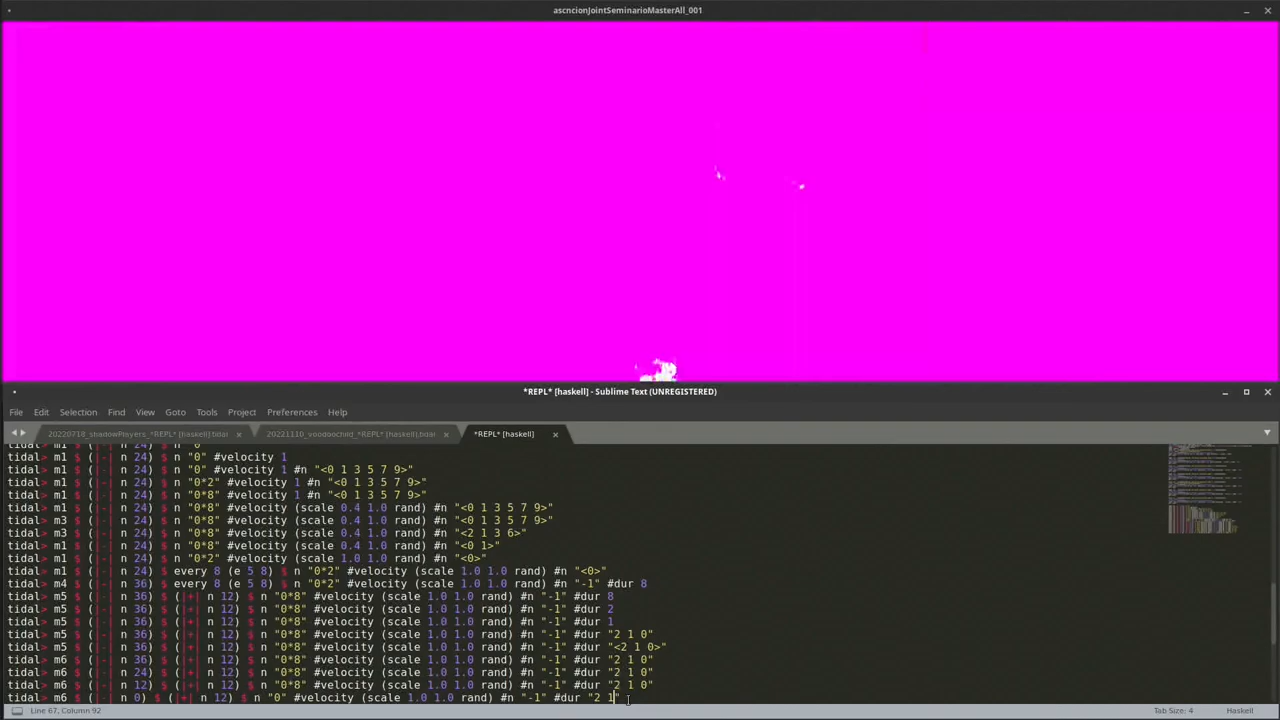 ascncionJointSeminarioMasterAll_001
*REPL* [haskell] - Sublime Text (UNREGISTERED)
File Edit Selection Find View Goto Tools Project Preferences Help
20220718_shadowPlayers_*REPL* [haskell].tidal 20221110_voodoochild_*REPL* [haskell].tidal *REPL* [haskell]
tidal> m1 $ (|-| n 24) $ n "0"
tidal> m1 $ (|-| n 24) $ n "0" #velocity 1
tidal> m1 $ (|-| n 24) $ n "0" #velocity 1 #n "<0 1 3 5 7 9>"
tidal> m1 $ (|-| n 24) $ n "0*2" #velocity 1 #n "<0 1 3 5 7 9>"
tidal> m1 $ (|-| n 24) $ n "0*8" #velocity 1 #n "<0 1 3 5 7 9>"
tidal> m1 $ (|-| n 24) $ n "0*8" #velocity (scale 0.4 1.0 rand) #n "<0 1 3 5 7 9>"
tidal> m3 $ (|-| n 24) $ n "0*8" #velocity (scale 0.4 1.0 rand) #n "<0 1 3 5 7 9>"
tidal> m3 $ (|-| n 24) $ n "0*8" #velocity (scale 0.4 1.0 rand) #n "<2 1 3 6>"
tidal> m1 $ (|-| n 24) $ n "0*8" #velocity (scale 0.4 1.0 rand) #n "<0 1>"
tidal> m1 $ (|-| n 24) $ n "0*2" #velocity (scale 1.0 1.0 rand) #n "<0>"
tidal> m1 $ (|-| n 24) $ every 8 (e 5 8) $ n "0*2" #velocity (scale 1.0 1.0 rand) #n "<0>"
tidal> m4 $ (|-| n 36) $ every 8 (e 5 8) $ n "0*2" #velocity (scale 1.0 1.0 rand) #n "-1" #dur 8
tidal> m5 $ (|-| n 36) $ (|+| n 12) $ n "0*8" #velocity (scale 1.0 1.0 rand) #n "-1" #dur 8
tidal> m5 $ (|-| n 36) $ (|+| n 12) $ n "0*8" #velocity (scale 1.0 1.0 rand) #n "-1" #dur 2
tidal> m5 $ (|-| n 36) $ (|+| n 12) $ n "0*8" #velocity (scale 1.0 1.0 rand) #n "-1" #dur 1
tidal> m5 $ (|-| n 36) $ (|+| n 12) $ n "0*8" #velocity (scale 1.0 1.0 rand) #n "-1" #dur "2 1 0"
tidal> m5 $ (|-| n 36) $ (|+| n 12) $ n "0*8" #velocity (scale 1.0 1.0 rand) #n "-1" #dur "<2 1 0>"
tidal> m6 $ (|-| n 36) $ (|+| n 12) $ n "0*8" #velocity (scale 1.0 1.0 rand) #n "-1" #dur "2 1 0"
tidal> m6 $ (|-| n 24) $ (|+| n 12) $ n "0*8" #velocity (scale 1.0 1.0 rand) #n "-1" #dur "2 1 0"
tidal> m6 $ (|-| n 12) $ (|+| n 12) $ n "0*8" #velocity (scale 1.0 1.0 rand) #n "-1" #dur "2 1 0"
tidal> m6 $ (|-| n 0) $ (|+| n 12) $ n "0" #velocity (scale 1.0 1.0 rand) #n "-1" #dur "2 1"
Line 67, Column 92 Tab Size: 4 Haskell